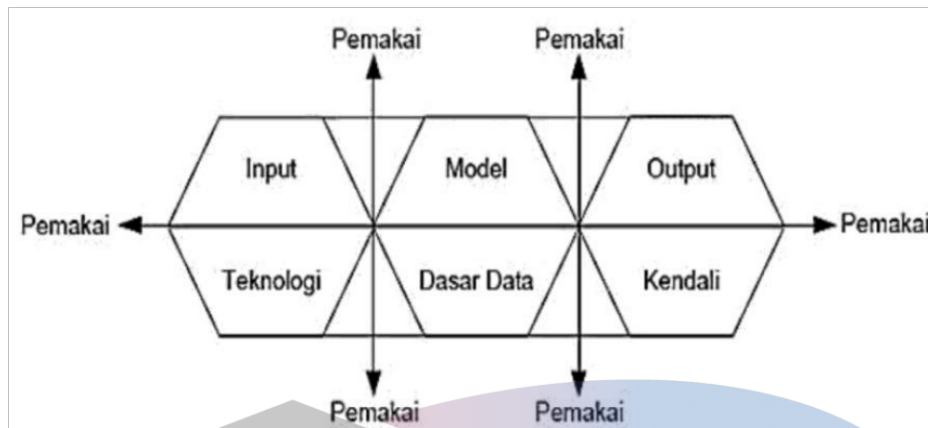 Pemakai Pemakai
Input Model Output
Pemakai Pemakai
Teknologi Dasar Data Kendali
Pemakai Pemakai